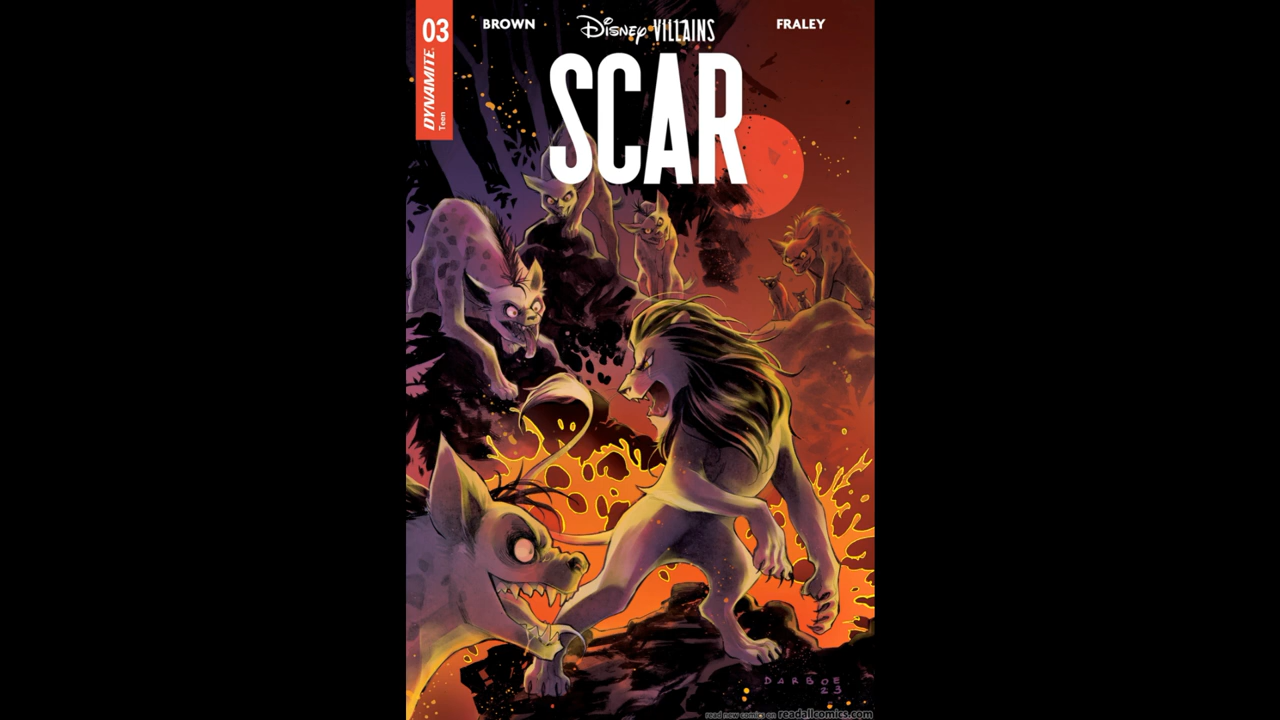 03
DYNAMITE.
Teen
BROWN
Disney VILLAINS
FRALEY
SCAR
DARBOE
23
read new comics on readallcomics.com